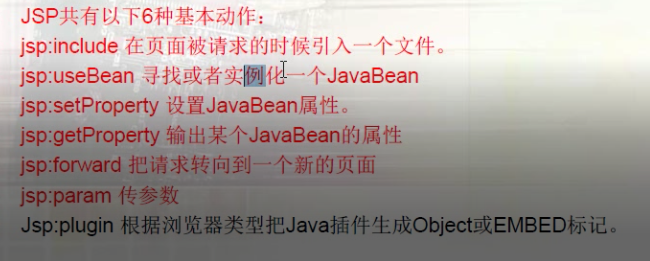 JSP共有以下6种基本动作：
jsp:include 在页面被请求的时候引入一个文件。
jsp:useBean 寻找或者实例化一个JavaBean
jsp:setProperty 设置JavaBean属性。
jsp:getProperty 输出某个JavaBean的属性
jsp:forward 把请求转向到一个新的页面
jsp:param 传参数
Jsp:plugin 根据浏览器类型把Java插件生成Object或EMBED标记。